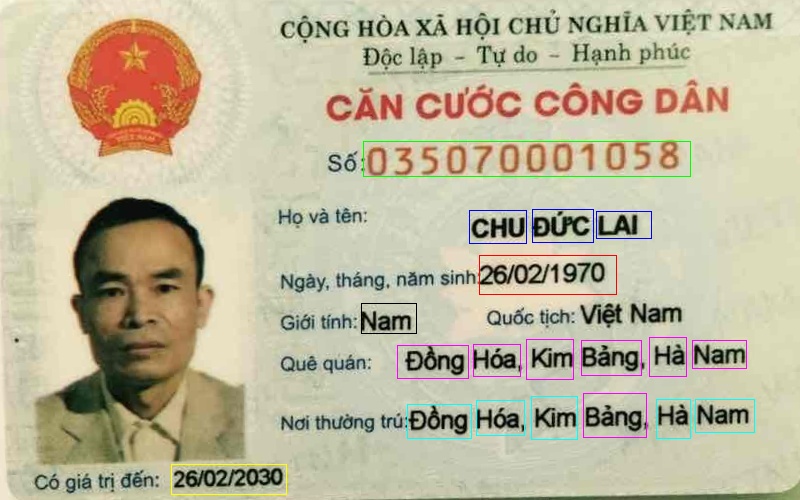 CỘNG HÒA XÃ HỘI CHỦ NGHĨA VIỆT NAM
Độc lập - Tự do - Hạnh phúc
CĂN CƯỚC CÔNG DÂN
Số: 035070001058
Họ và tên: CHU ĐỨC LAI
Ngày, tháng, năm sinh: 26/02/1970
Giới tính: Nam Quốc tịch: Việt Nam
Quê quán: Đồng Hóa, Kim Bảng, Hà Nam
Nơi thường trú: Đồng Hóa, Kim Bảng, Hà Nam
Có giá trị đến: 26/02/2030